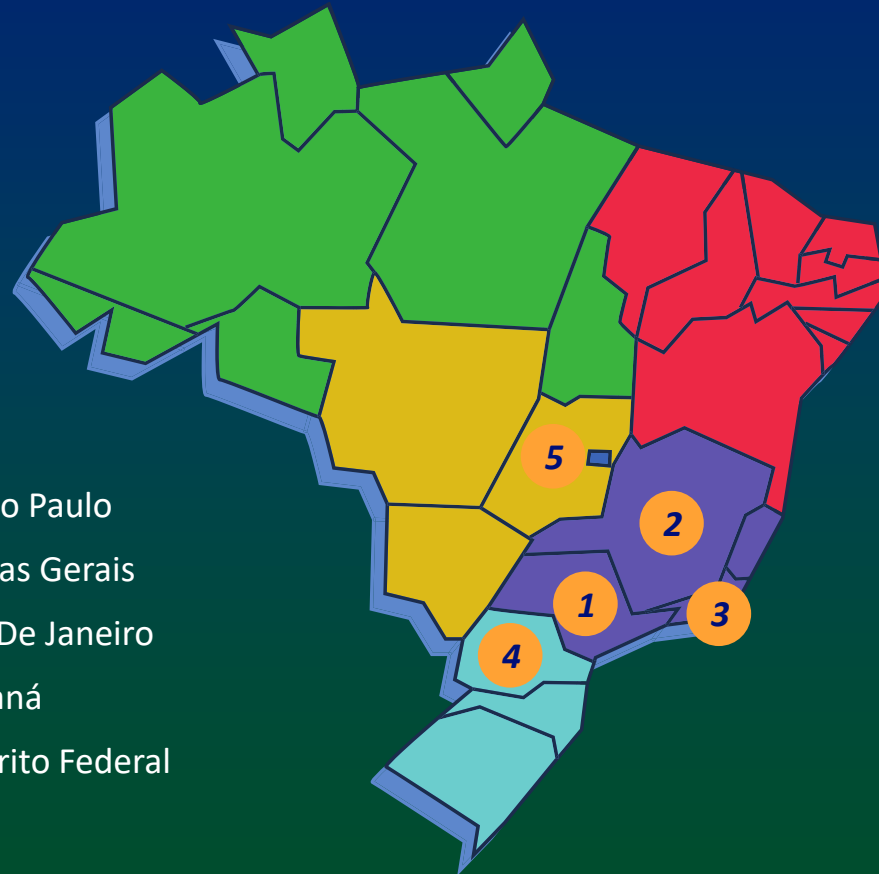 o Paulo
as Gerais
De Janeiro
ná
rito Federal
5
2
1
3
4